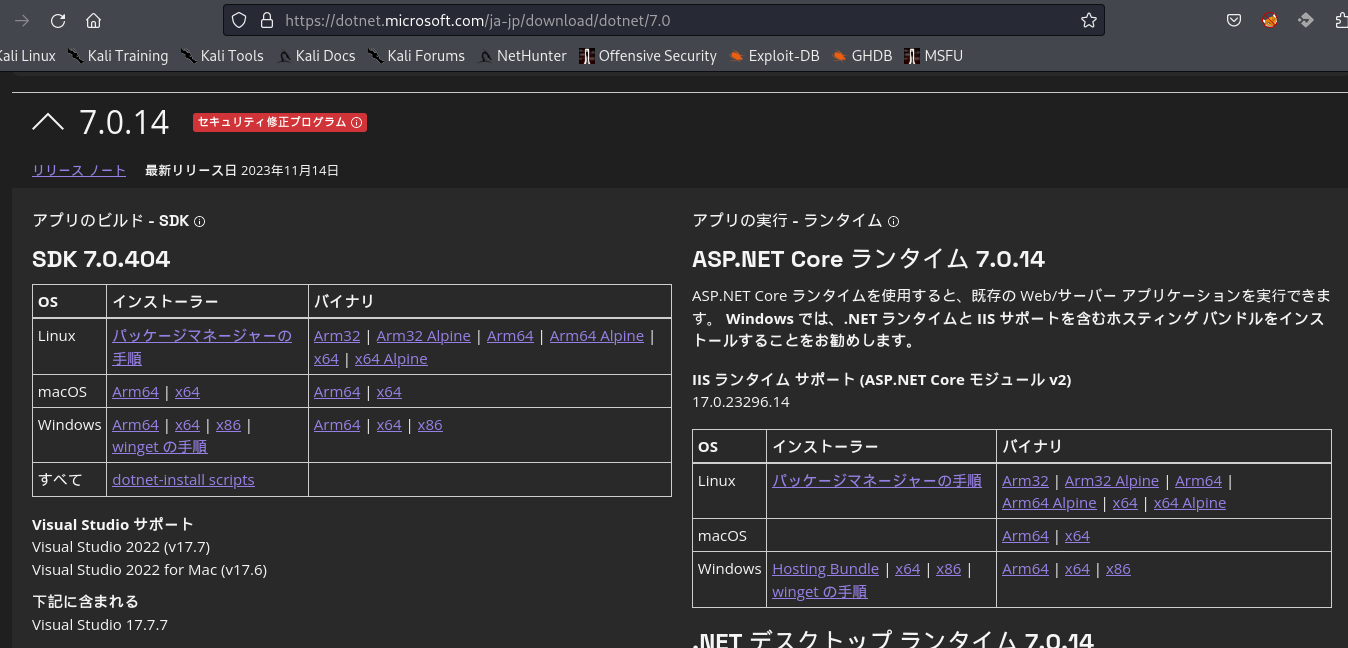 https://dotnet.microsoft.com/ja-jp/download/dotnet/7.0
Kali Linux Kali Training Kali Tools Kali Docs Kali Forums NetHunter Offensive Security Exploit-DB GHDB MSFU
7.0.14 セキュリティ修正プログラム
リリース ノート 最新リリース日 2023年11月14日
アプリのビルド - SDK
SDK 7.0.404
OS インストーラー バイナリ
Linux パッケージマネージャーの手順 Arm32 | Arm32 Alpine | Arm64 | Arm64 Alpine |
x64 | x64 Alpine
macOS Arm64 | x64 Arm64 | x64
Windows Arm64 | x64 | x86 | Arm64 | x64 | x86
winget の手順
すべて dotnet-install scripts
Visual Studio サポート
Visual Studio 2022 (v17.7)
Visual Studio 2022 for Mac (v17.6)
下記に含まれる
Visual Studio 17.7.7
アプリの実行 - ランタイム
ASP.NET Core ランタイム 7.0.14
ASP.NET Core ランタイムを使用すると、既存の Web/サーバー アプリケーションを実行できま
す。 Windows では、.NET ランタイムと IIS サポートを含むホスティング バンドルをインス
トールすることをお勧めします。
IIS ランタイム サポート (ASP.NET Core モジュール v2)
17.0.23296.14
OS インストーラー バイナリ
Linux パッケージマネージャーの手順 Arm32 | Arm32 Alpine | Arm64 |
Arm64 Alpine | x64 | x64 Alpine
macOS Arm64 | x64
Windows Hosting Bundle | x64 | x86 | Arm64 | x64 | x86
winget の手順
.NET デスクトップ ランタイム 7.0.14